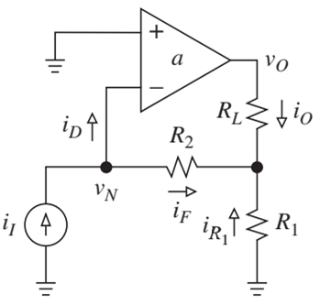 +
a
−
v_O
i_D
R_L
i_O
R_2
v_N
i_F
i_I
i_{R_1}
R_1